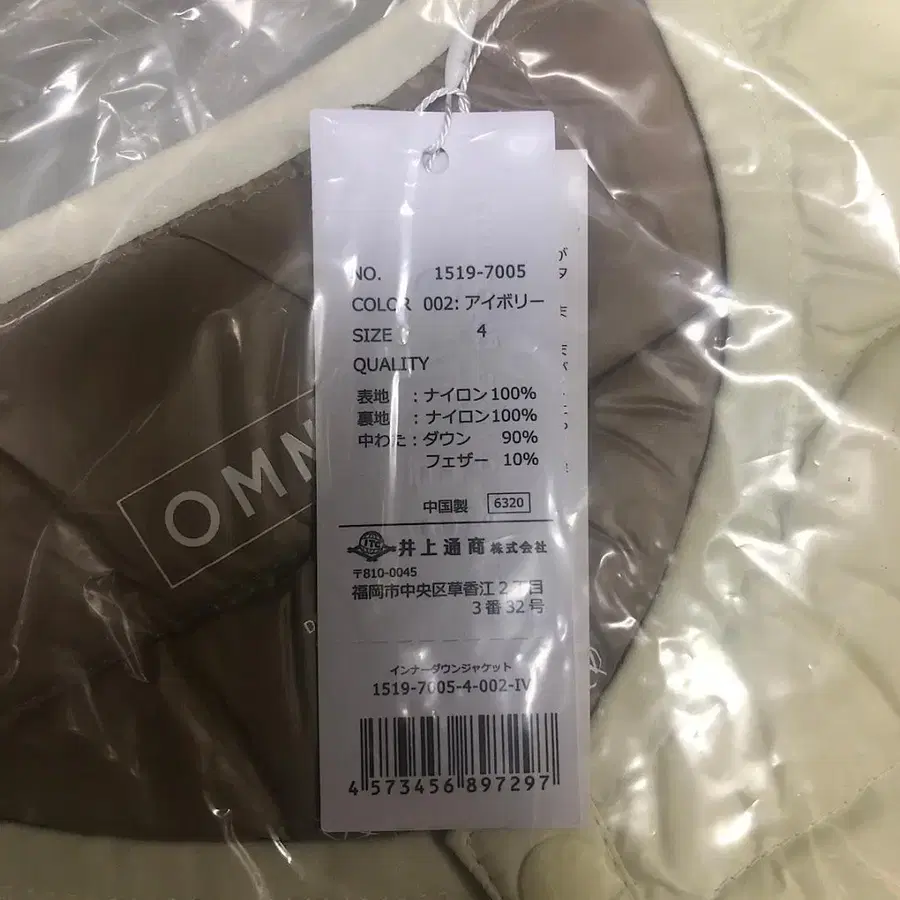 NO. 1519-7005
COLOR 002: アイボリー
SIZE : 4
QUALITY
表地 : ナイロン100%
裏地 : ナイロン100%
中わた : ダウン 90%
フェザー 10%
中国製 6320
ITC 井上通商株式会社
〒810-0045
福岡市中央区草香江2丁目
3番32号
インナーダウンジャケット
1519-7005-4-002-IV
4 573456 897297
OMN
D